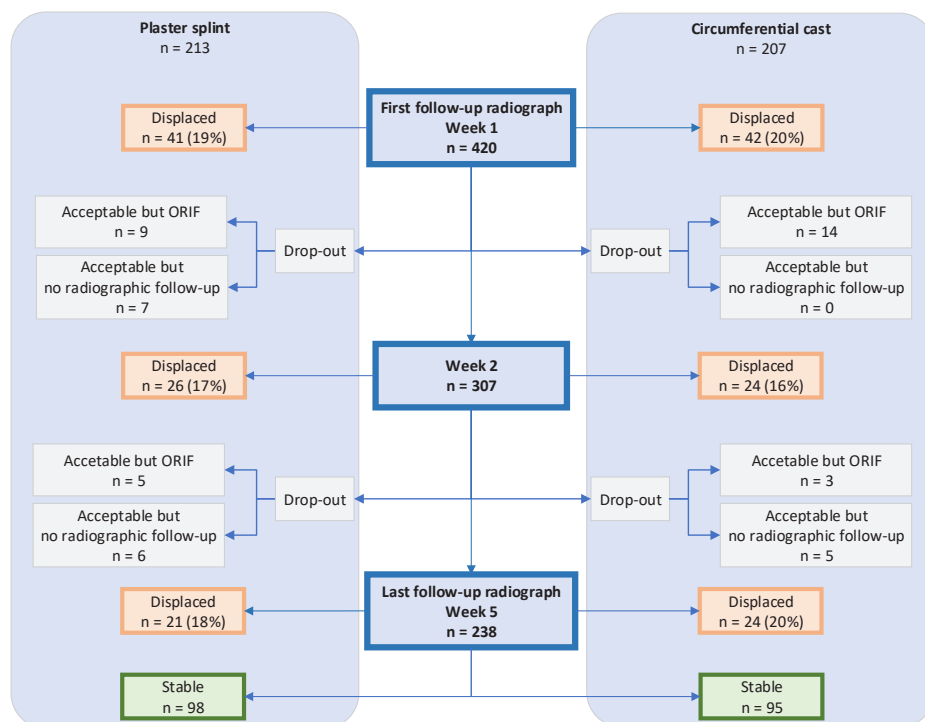 Plaster splint
n = 213
Circumferential cast
n = 207
First follow-up radiograph
Week 1
n = 420
Displaced
n = 41 (19%)
Displaced
n = 42 (20%)
Acceptable but ORIF
n = 9
Drop-out
Acceptable but
no radiographic follow-up
n = 7
Drop-out
Acceptable but ORIF
n = 14
Acceptable but
no radiographic follow-up
n = 0
Week 2
n = 307
Displaced
n = 26 (17%)
Displaced
n = 24 (16%)
Accetable but ORIF
n = 5
Drop-out
Acceptable but
no radiographic follow-up
n = 6
Drop-out
Acceptable but ORIF
n = 3
Acceptable but
no radiographic follow-up
n = 5
Last follow-up radiograph
Week 5
n = 238
Displaced
n = 21 (18%)
Displaced
n = 24 (20%)
Stable
n = 98
Stable
n = 95